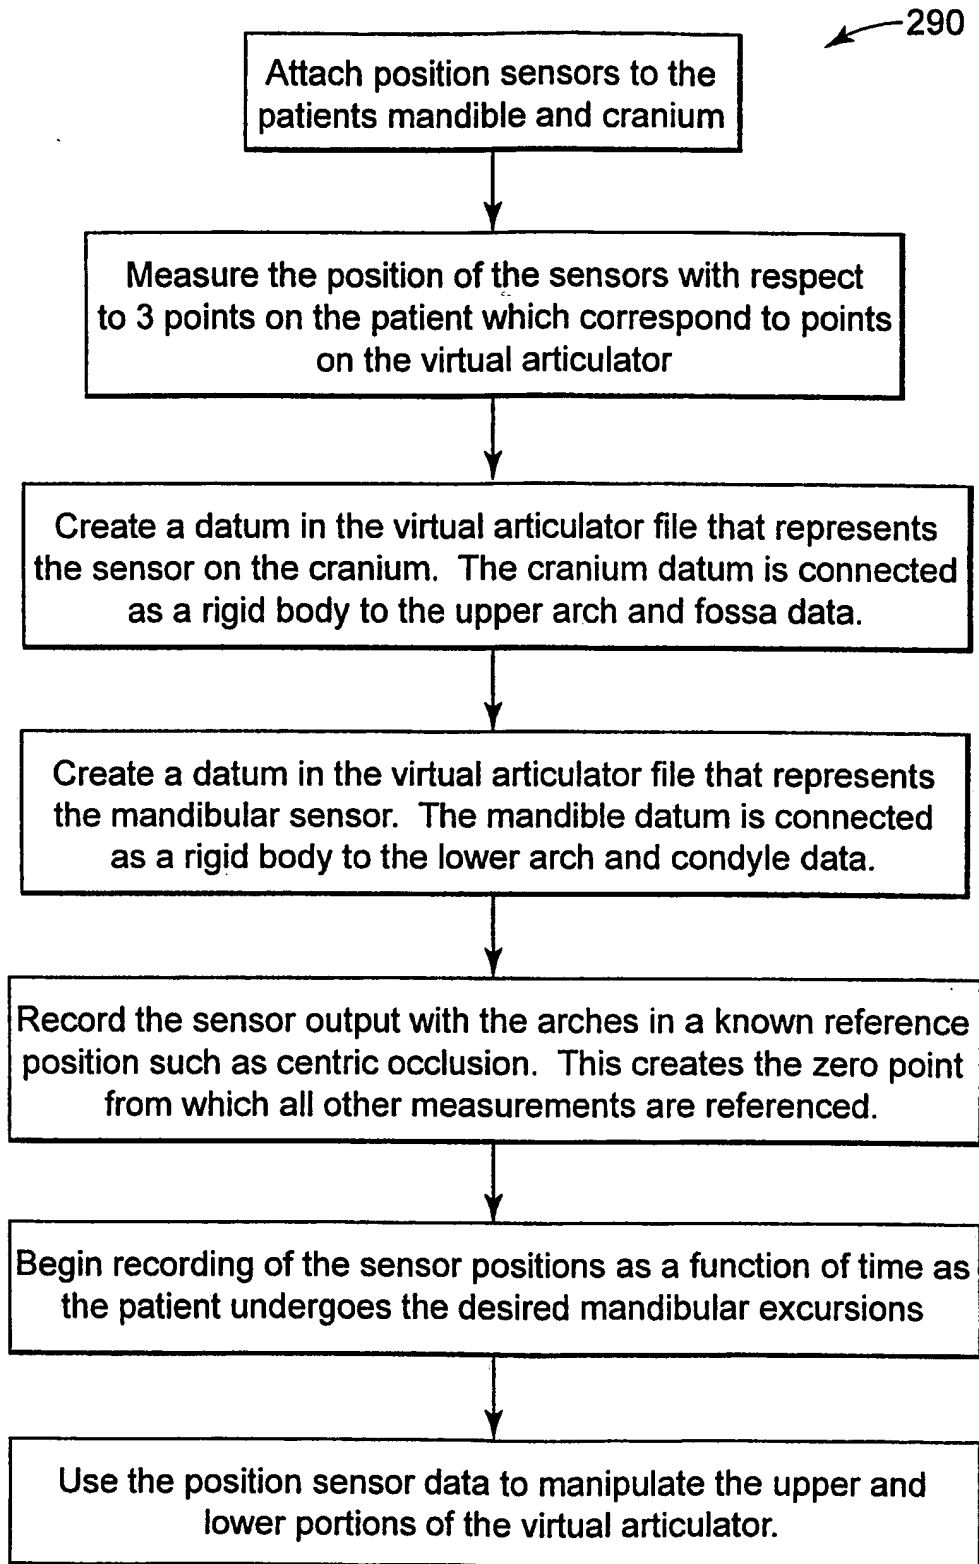 290
Attach position sensors to the
patients mandible and cranium
Measure the position of the sensors with respect
to 3 points on the patient which correspond to points
on the virtual articulator
Create a datum in the virtual articulator file that represents
the sensor on the cranium. The cranium datum is connected
as a rigid body to the upper arch and fossa data.
Create a datum in the virtual articulator file that represents
the mandibular sensor. The mandible datum is connected
as a rigid body to the lower arch and condyle data.
Record the sensor output with the arches in a known reference
position such as centric occlusion. This creates the zero point
from which all other measurements are referenced.
Begin recording of the sensor positions as a function of time as
the patient undergoes the desired mandibular excursions
Use the position sensor data to manipulate the upper and
lower portions of the virtual articulator.